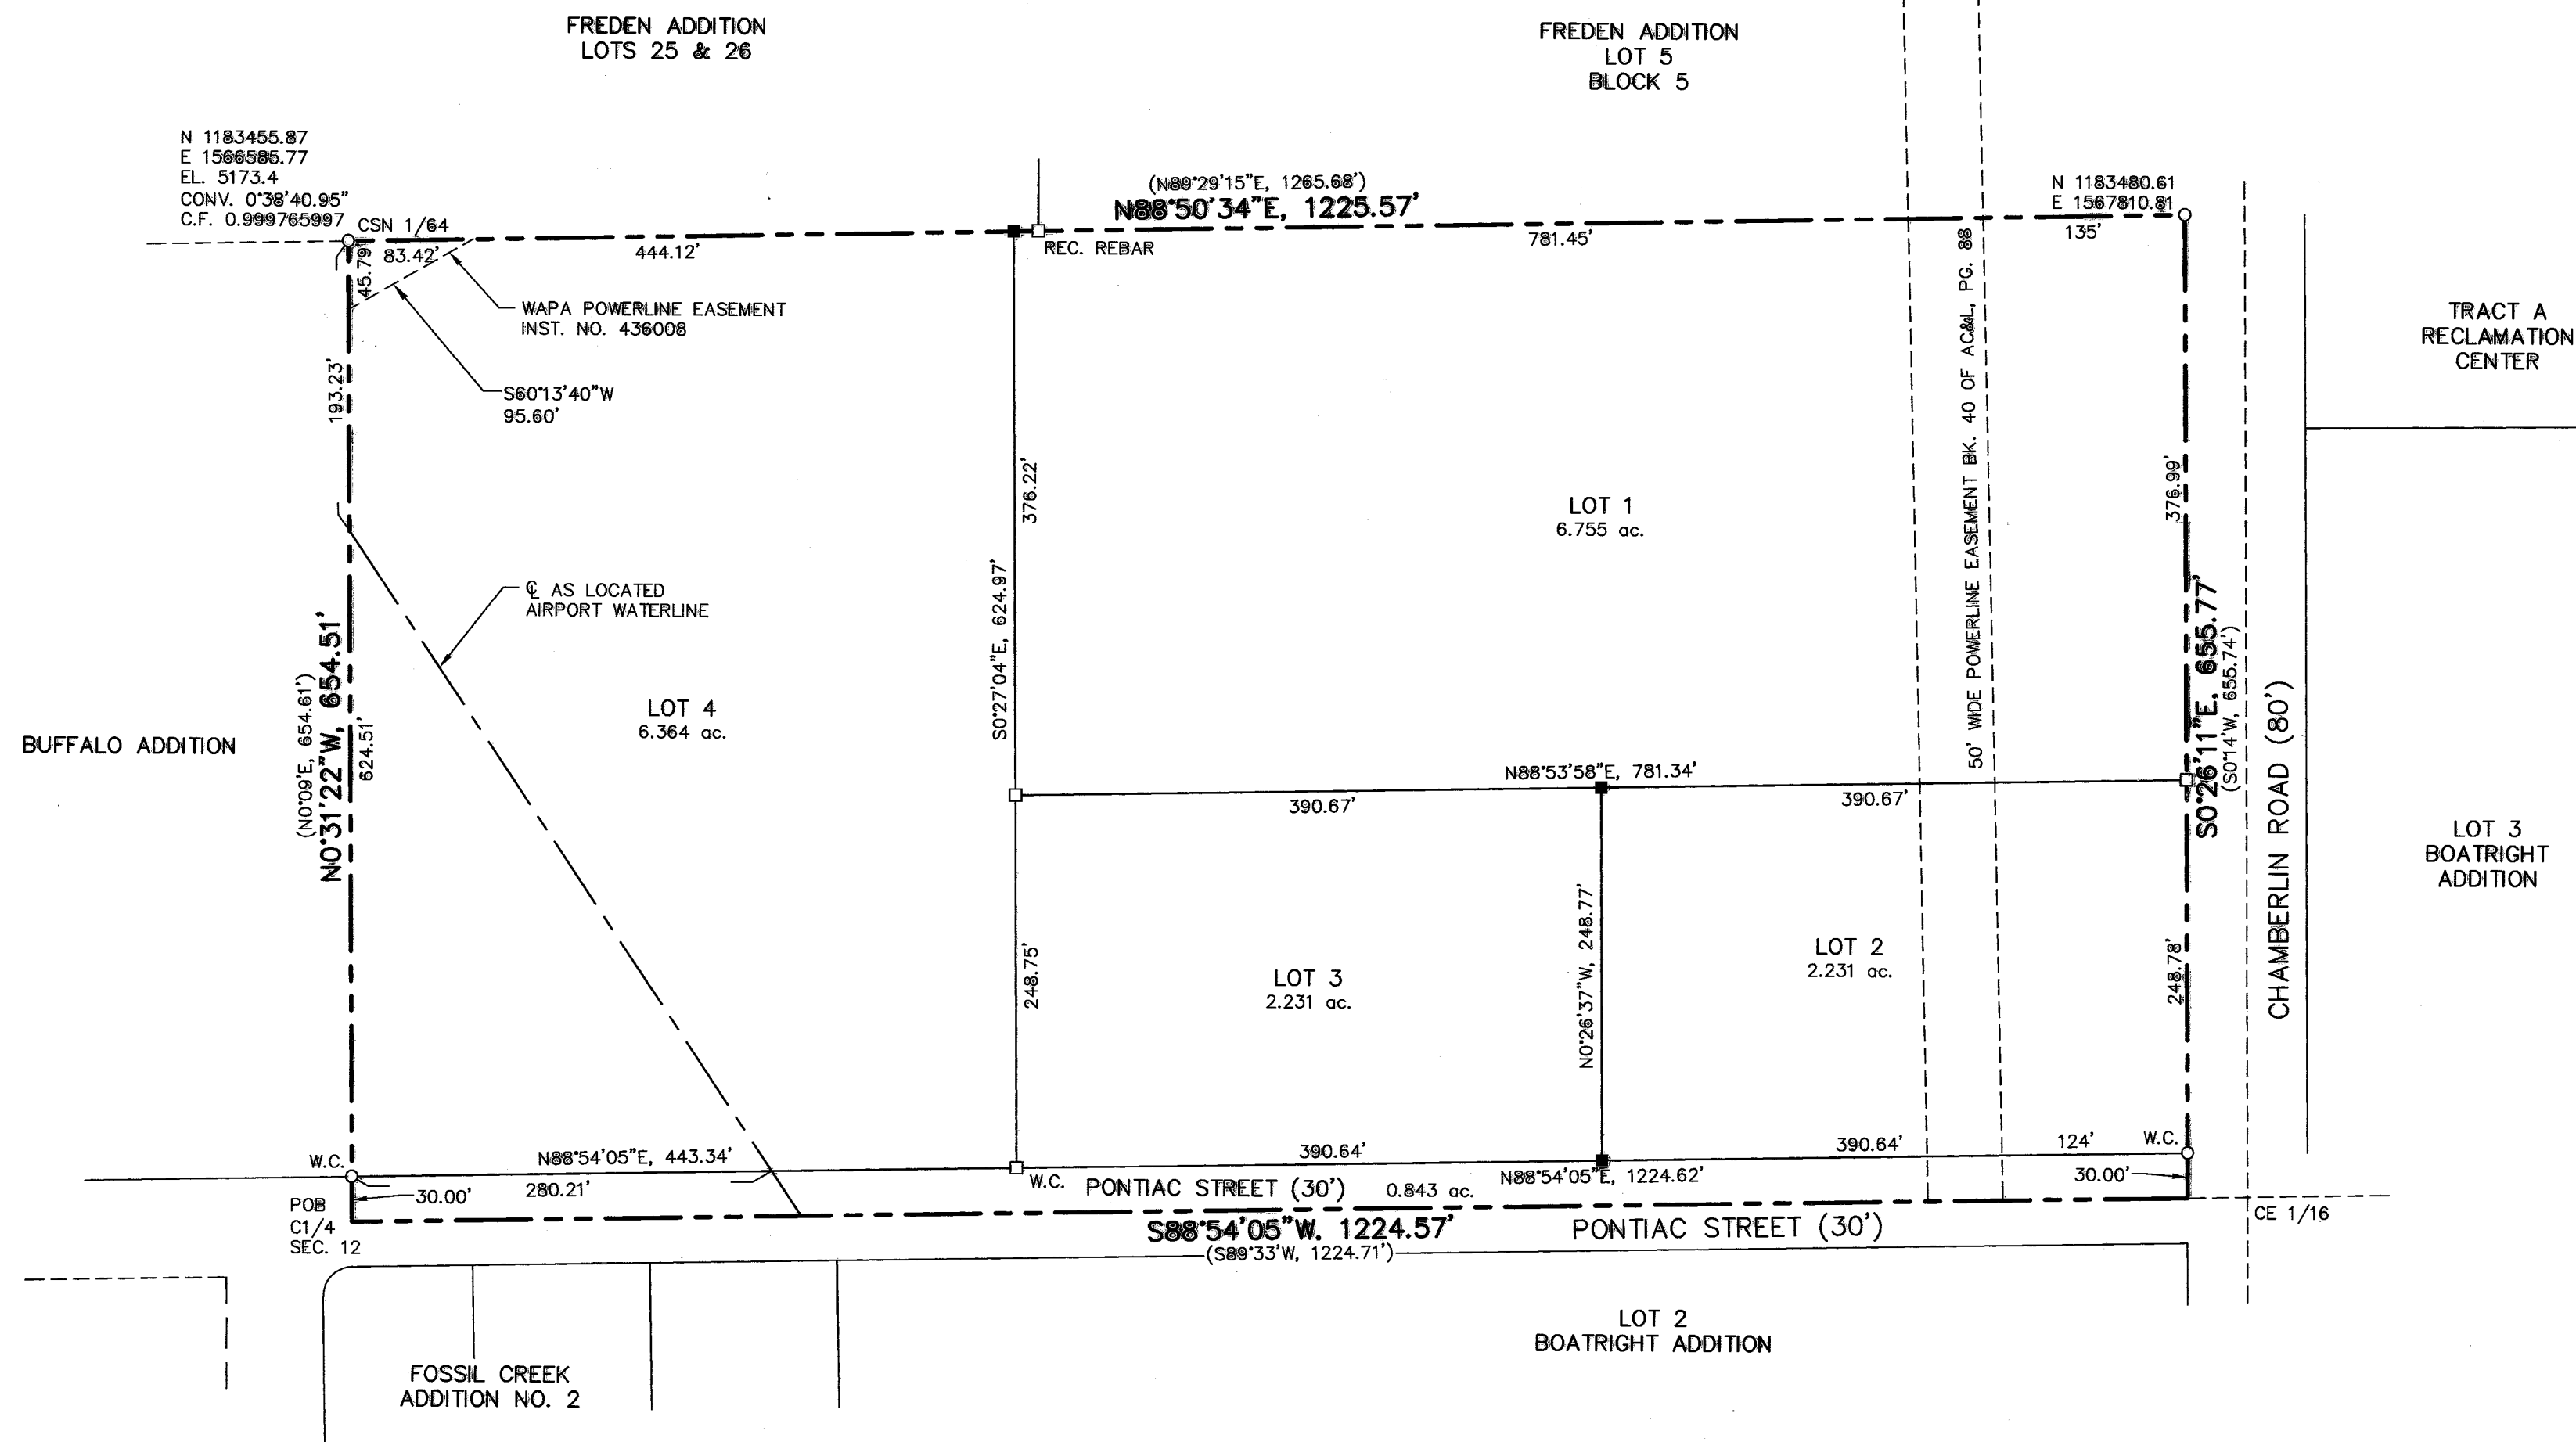 FREDEN ADDITION
LOTS 25 & 26
FREDEN ADDITION
LOT 5
BLOCK 5
N 1183455.87
E 1566585.77
EL. 5173.4
CONV. 0°38'40.95"
C.F. 0.999765997
CSN 1/64
(N89°29'15"E, 1265.68')
N88°50'34"E, 1225.57'
N 1183480.61
E 1567810.81
83.42'
45.79'
444.12'
REC. REBAR
781.45'
135'
WAPA POWERLINE EASEMENT
INST. NO. 436008
S60°13'40"W
95.60'
193.23'
376.22'
S0°27'04"E, 624.97'
LOT 1
6.755 ac.
50' WIDE POWERLINE EASEMENT BK. 40 OF AC&L, PG. 88
376.99'
TRACT A
RECLAMATION
CENTER
℄ AS LOCATED
AIRPORT WATERLINE
LOT 4
6.364 ac.
BUFFALO ADDITION
(N0°09'E, 654.61')
N0°31'22"W, 654.51'
624.51'
S0°26'11"E, 655.77'
(S0°14'W, 655.74')
CHAMBERLIN ROAD (80')
N88°53'58"E, 781.34'
390.67'
390.67'
LOT 3
BOATRIGHT
ADDITION
248.75'
LOT 3
2.231 ac.
N0°26'37"W, 248.77'
LOT 2
2.231 ac.
248.78'
W.C.
N88°54'05"E, 443.34'
280.21'
390.64'
390.64'
124'
W.C.
30.00'
W.C.
PONTIAC STREET (30')
0.843 ac.
N88°54'05"E, 1224.62'
30.00'
POB
C1/4
SEC. 12
S88°54'05"W. 1224.57'
PONTIAC STREET (30')
CE 1/16
(S89°33'W, 1224.71')
LOT 2
BOATRIGHT ADDITION
FOSSIL CREEK
ADDITION NO. 2